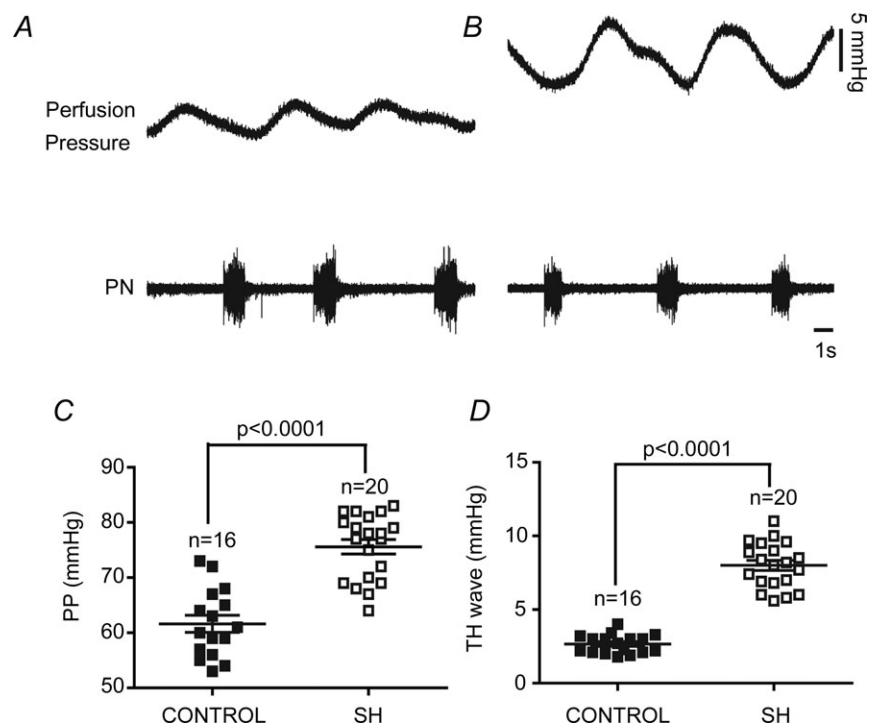 A
B
5 mmHg
Perfusion
Pressure
PN
1s
C
p<0.0001
90
80
70
60
50
PP (mmHg)
n=16
n=20
CONTROL
SH
D
p<0.0001
15
10
5
0
TH wave (mmHg)
n=16
n=20
CONTROL
SH